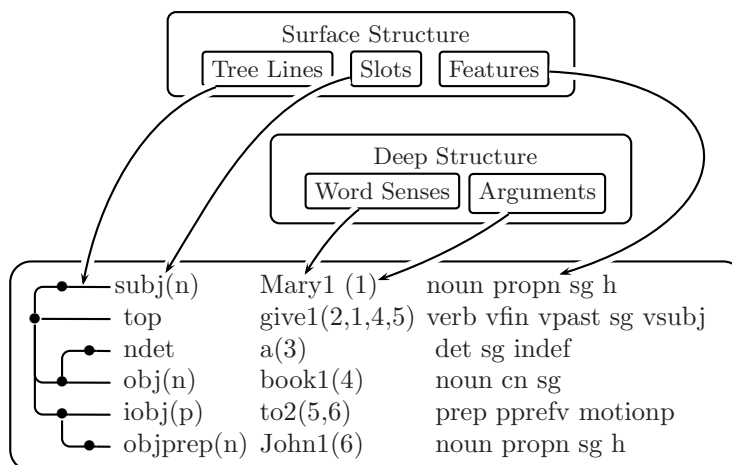 Surface Structure
Tree Lines Slots Features
Deep Structure
Word Senses Arguments
subj(n) Mary1 (1) noun propn sg h
top give1(2,1,4,5) verb vfin vpast sg vsubj
ndet a(3) det sg indef
obj(n) book1(4) noun cn sg
iobj(p) to2(5,6) prep pprefv motionp
objprep(n) John1(6) noun propn sg h